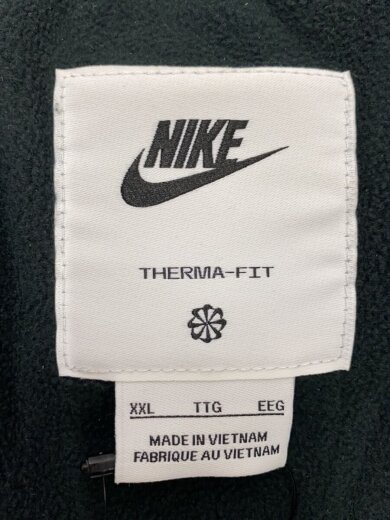 NIKE
THERMA-FIT
XXL TTG EEG
MADE IN VIETNAM
FABRIQUE AU VIETNAM